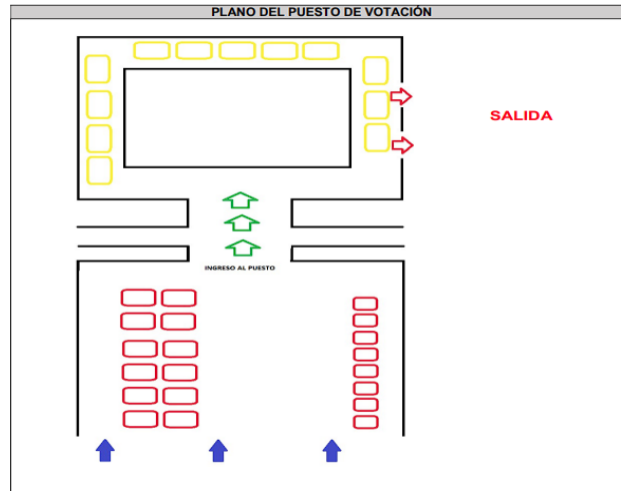 PLANO DEL PUESTO DE VOTACIÓN
SALIDA
INGRESO AL PUESTO